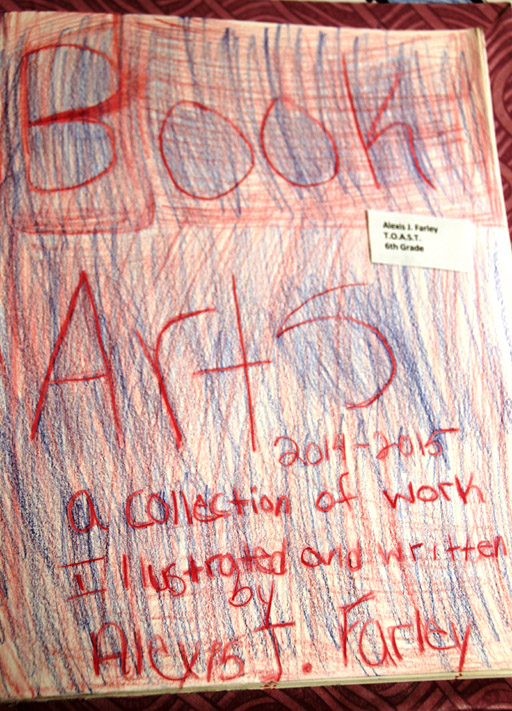 Book
Alexis J. Farley
T.O.A.S.T.
6th Grade
Arts
2014-2015
a collection of work
Illustrated and written
by
Alexis J. Farley